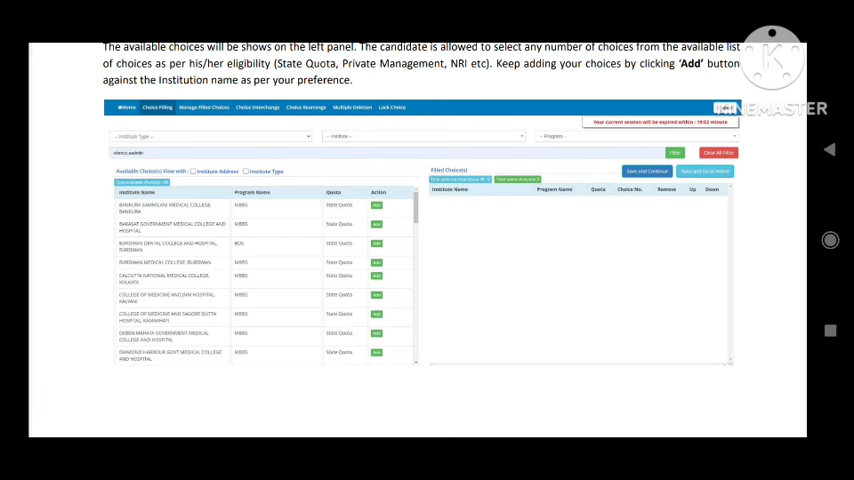 The available choices will be shows on the left panel. The candidate is allowed to select any number of choices from the available list
of choices as per his/her eligibility (State Quota, Private Management, NRI etc). Keep adding your choices by clicking ‘Add’ button
against the Institution name as per your preference.
KINEMASTER
Home Choice Filling Manage Filled Choices Choice Interchange Choice Rearrange Multiple Deletion Lock Choice
Your current session will be expired within : 19:52 minute
-- Institute Type -- -- Institute -- -- Program --
Filter Clear All Filter
Available Choice(s) View with : Institute Address Institute Type
Filled Choice(s) Save and Continue Save and Go to Home
Institute Name Program Name Quota Action
Institute Name Program Name Quota Choice No. Remove Up Down
BANKURA SAMMILANI MEDICAL COLLEGE, BANKURA MBBS State Quota Add
BARASAT GOVERNMENT MEDICAL COLLEGE AND HOSPITAL MBBS State Quota Add
BURDWAN DENTAL COLLEGE AND HOSPITAL, BURDWAN BDS State Quota Add
BURDWAN MEDICAL COLLEGE, BURDWAN MBBS State Quota Add
CALCUTTA NATIONAL MEDICAL COLLEGE, KOLKATA MBBS State Quota Add
COLLEGE OF MEDICINE AND JNM HOSPITAL, KALYANI MBBS State Quota Add
COLLEGE OF MEDICINE AND SAGORE DUTTA HOSPITAL, KAMARHATI MBBS State Quota Add
DEBEN MAHATA GOVERNMENT MEDICAL COLLEGE AND HOSPITAL MBBS State Quota Add
DIAMOND HARBOUR GOVT MEDICAL COLLEGE AND HOSPITAL MBBS State Quota Add